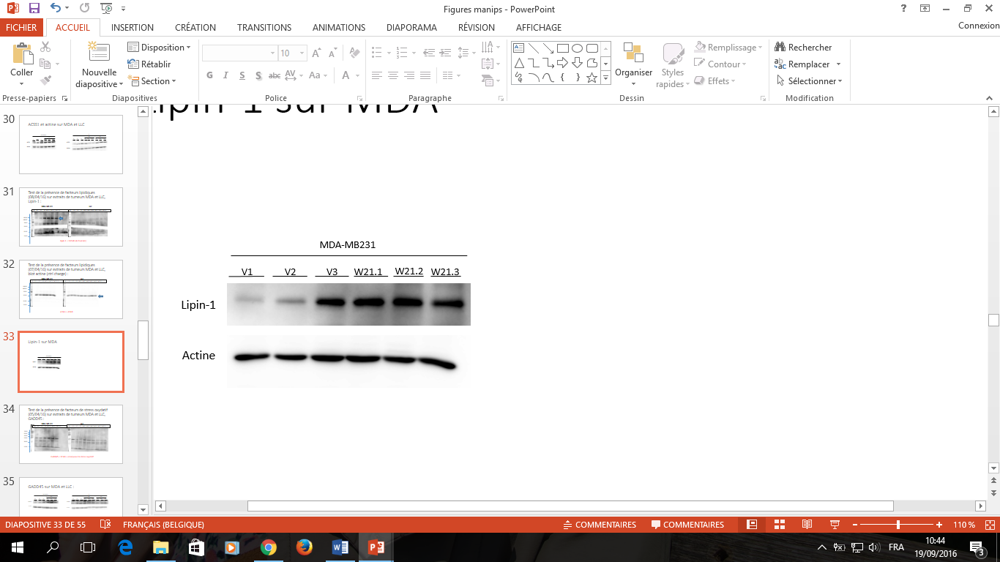 Figures manips - PowerPoint
FICHIER ACCUEIL INSERTION CRÉATION TRANSITIONS ANIMATIONS DIAPORAMA RÉVISION AFFICHAGE Connexion
Coller
Nouvelle diapositive
Disposition
Rétablir
Section
10
G I S S abc AV Aa A
Organiser
Styles rapides
Remplissage
Contour
Effets
Rechercher
Remplacer
Sélectionner
Presse-papiers Diapositives Police Paragraphe Dessin Modification
30
ACSS1 et actine sur MDA et LLC
31
Test de la présence de facteurs lipidiques
(08/04/16) sur extraits de tumeurs MDA et LLC,
Lipin-1 :
32
Test de la présence de facteurs lipidiques
(07/04/16) sur extraits de tumeurs MDA et LLC,
blot actine (ctrl charge) :
33
Lipin-1 sur MDA
34
Test de la présence de facteurs de stress oxydatif
(05/04/16) sur extraits de tumeurs MDA et LLC,
GADD45 :
35
GADD45 sur MDA et LLC :
Lipin-1 sur MDA
MDA-MB231
V1 V2 V3 W21.1 W21.2 W21.3
Lipin-1
Actine
DIAPOSITIVE 33 DE 55 FRANÇAIS (BELGIQUE) COMMENTAIRES COMMENTAIRES 110 %
FRA
10:44
19/09/2016
3